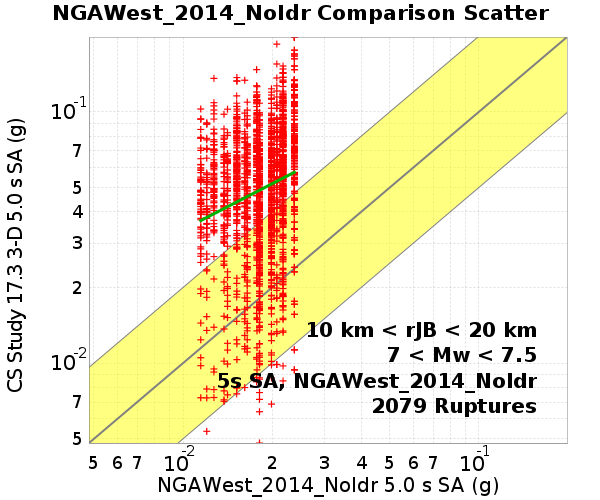 NGAWest_2014_NoIdr Comparison Scatter
CS Study 17.3 3-D 5.0 s SA (g)
10⁻¹
7
5
4
3
2
10⁻²
7
5
10 km < rJB < 20 km
7 < Mw < 7.5
5s SA, NGAWest_2014_NoIdr
2079 Ruptures
5 6 7 10⁻² 2 3 4 5 6 7 10⁻¹
NGAWest_2014_NoIdr 5.0 s SA (g)